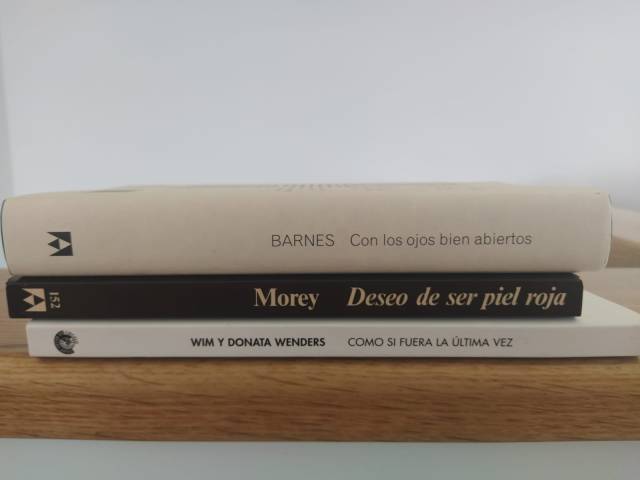 BARNES Con los ojos bien abiertos
152 Morey Deseo de ser piel roja
WIM Y DONATA WENDERS COMO SI FUERA LA ÚLTIMA VEZ